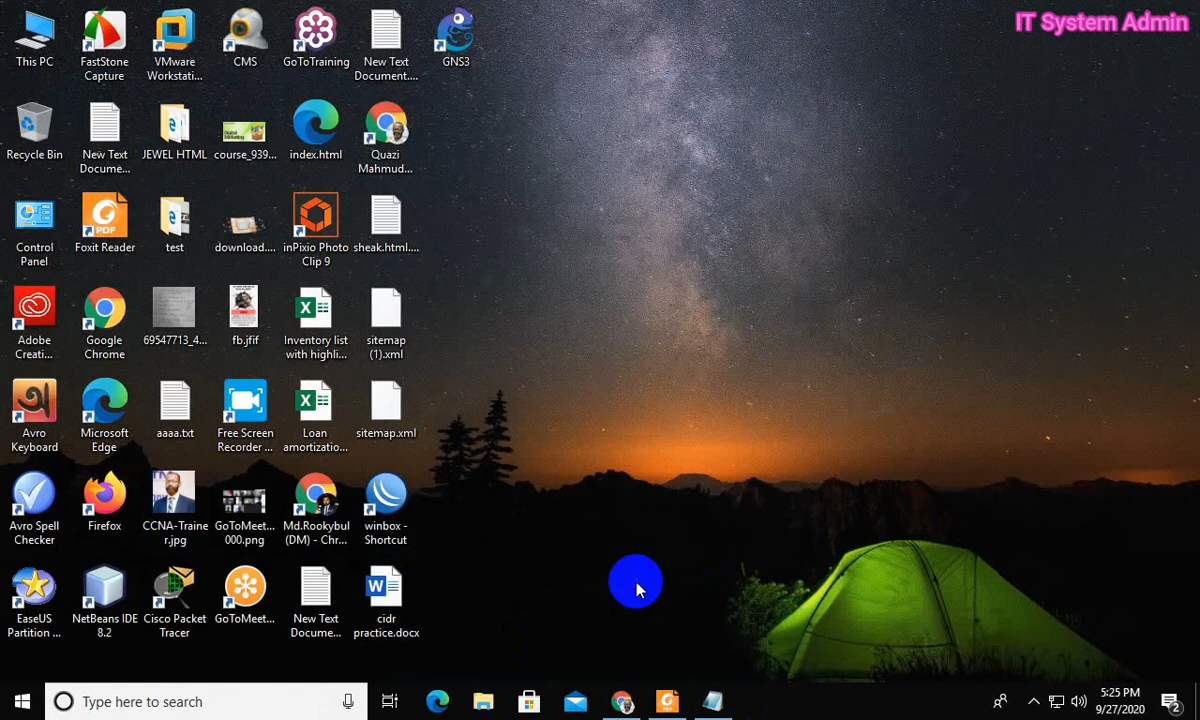 IT System Admin
This PC
FastStone
Capture
VMware
Workstati...
CMS
GoToTraining
New Text
Document....
GNS3
Recycle Bin
New Text
Docume...
JEWEL HTML
course_939...
index.html
Quazi
Mahmud...
Control
Panel
Foxit Reader
test
download....
inPixio Photo
Clip 9
sheak.html....
Adobe
Creati...
Google
Chrome
69547713_4...
fb.jfif
Inventory list
with highli...
sitemap
(1).xml
Avro
Keyboard
Microsoft
Edge
aaaa.txt
Free Screen
Recorder ...
Loan
amortizatio...
sitemap.xml
Avro Spell
Checker
Firefox
CCNA-Traine
r.jpg
GoToMeet...
000.png
Md.Rookybul
(DM) - Chr...
winbox -
Shortcut
EaseUS
Partition ...
NetBeans IDE
8.2
Cisco Packet
Tracer
GoToMeet...
New Text
Docume...
cidr
practice.docx
Type here to search
5:25 PM
9/27/2020
2